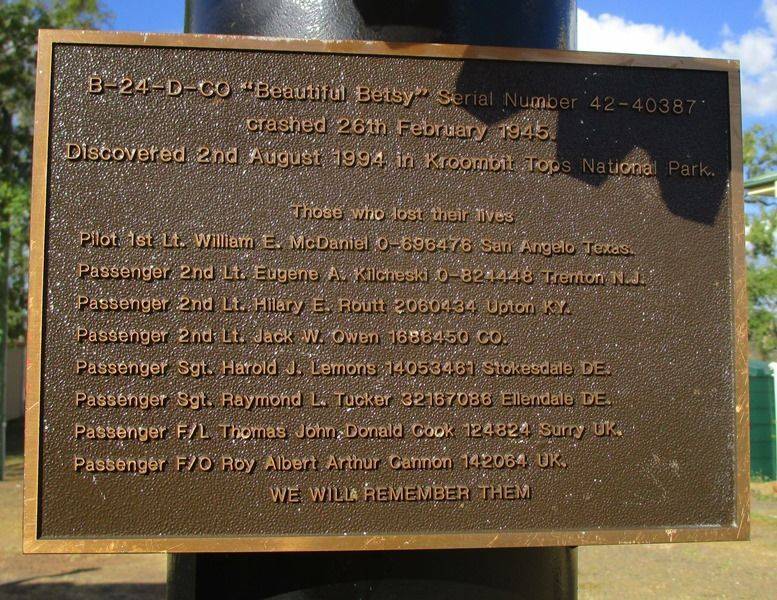 B-24-D-CO "Beautiful Betsy" Serial Number 42-40387
crashed 26th February 1945.
Discovered 2nd August 1994 in Kroombit Tops National Park.
Those who lost their lives
Pilot 1st Lt. William E. McDaniel O-696476 San Angelo Texas.
Passenger 2nd Lt. Eugene A. Kilcheski O-824448 Trenton N.J.
Passenger 2nd Lt. Hilary E. Routt 2060434 Upton KY.
Passenger 2nd Lt. Jack W. Owen 1686450 CO.
Passenger Sgt. Harold J. Lemons 14053461 Stokesdale DE.
Passenger Sgt. Raymond L. Tucker 32167086 Ellendale DE.
Passenger F/L Thomas John Donald Cook 124824 Surry UK.
Passenger F/O Roy Albert Arthur Cannon 142064 UK.
WE WILL REMEMBER THEM